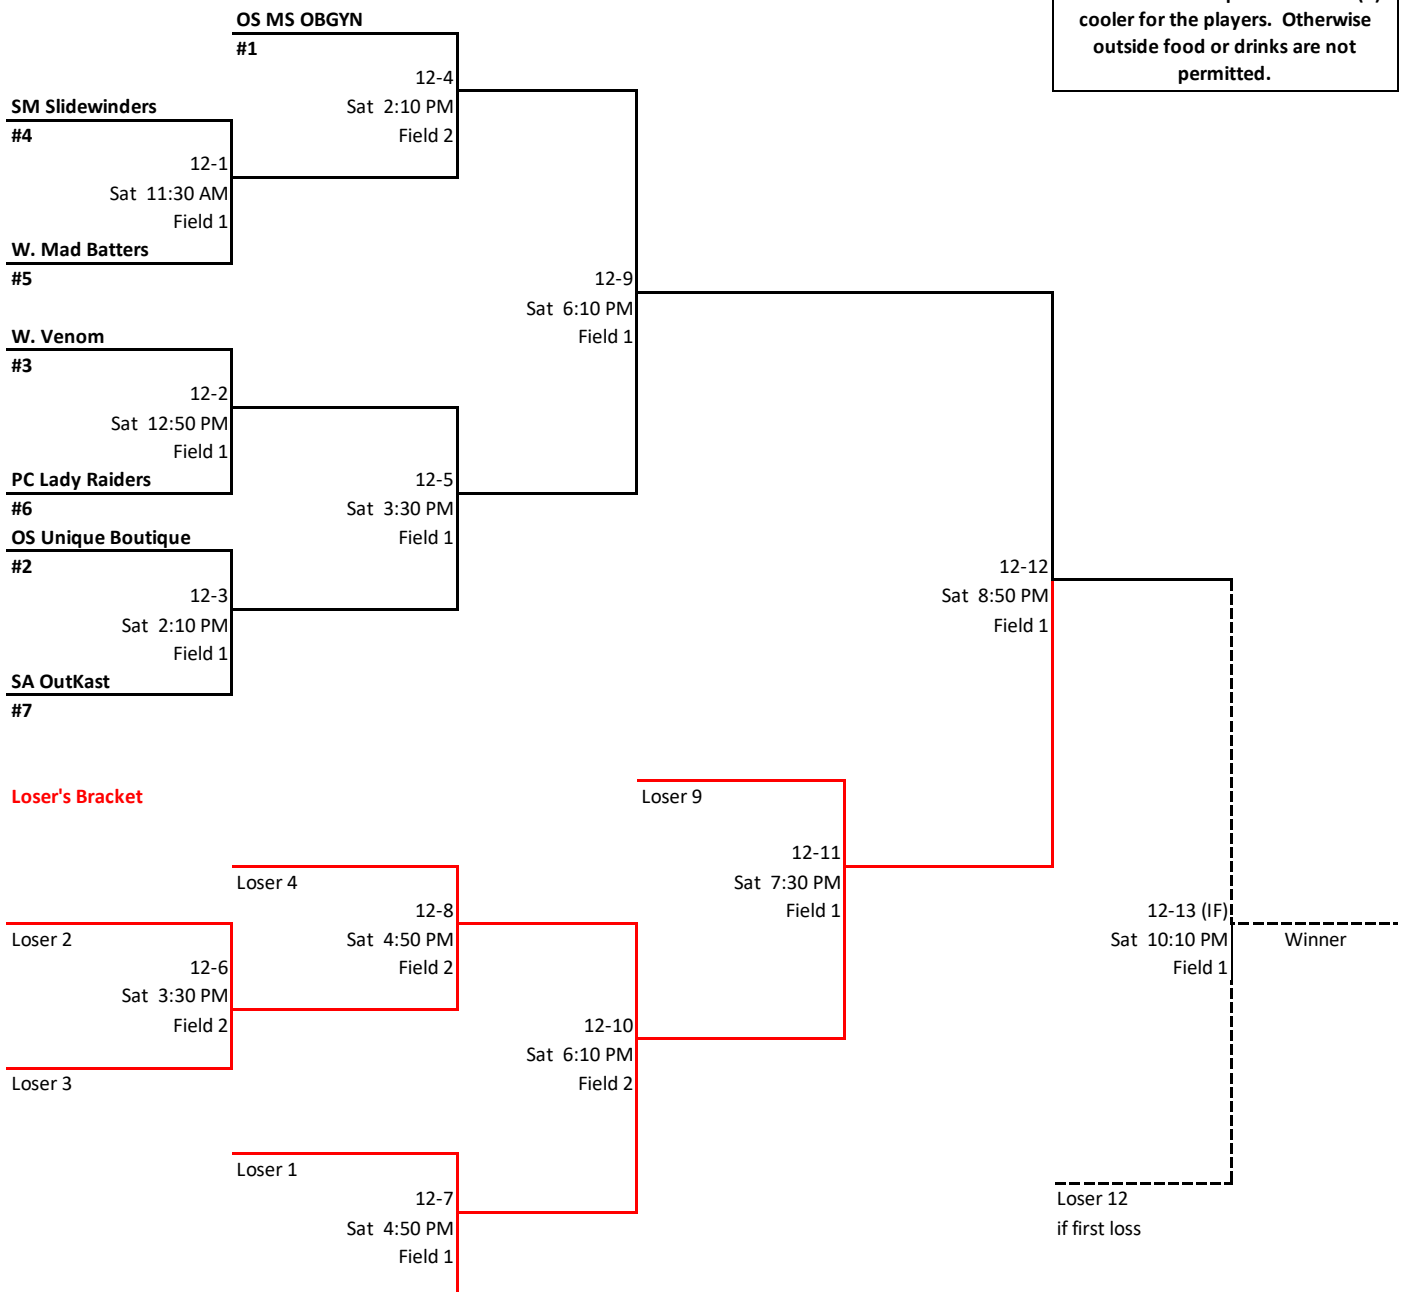 OS MS OBGYN
#1
cooler for the players.  Otherwise
outside food or drinks are not
permitted.
12-4
Sat  2:10 PM
Field 2
SM Slidewinders
#4
12-1
Sat  11:30 AM
Field 1
W. Mad Batters
#5
12-9
Sat  6:10 PM
Field 1
W. Venom
#3
12-2
Sat  12:50 PM
Field 1
PC Lady Raiders
#6
12-5
Sat  3:30 PM
Field 1
OS Unique Boutique
#2
12-3
Sat  2:10 PM
Field 1
SA OutKast
#7
12-12
Sat  8:50 PM
Field 1
Loser's Bracket
Loser 9
12-11
Sat  7:30 PM
Field 1
Loser 4
12-8
Sat  4:50 PM
Field 2
Loser 2
12-6
Sat  3:30 PM
Field 2
Loser 3
12-10
Sat  6:10 PM
Field 2
12-13 (IF)
Sat  10:10 PM
Field 1
Winner
Loser 1
12-7
Sat  4:50 PM
Field 1
Loser 12
if first loss